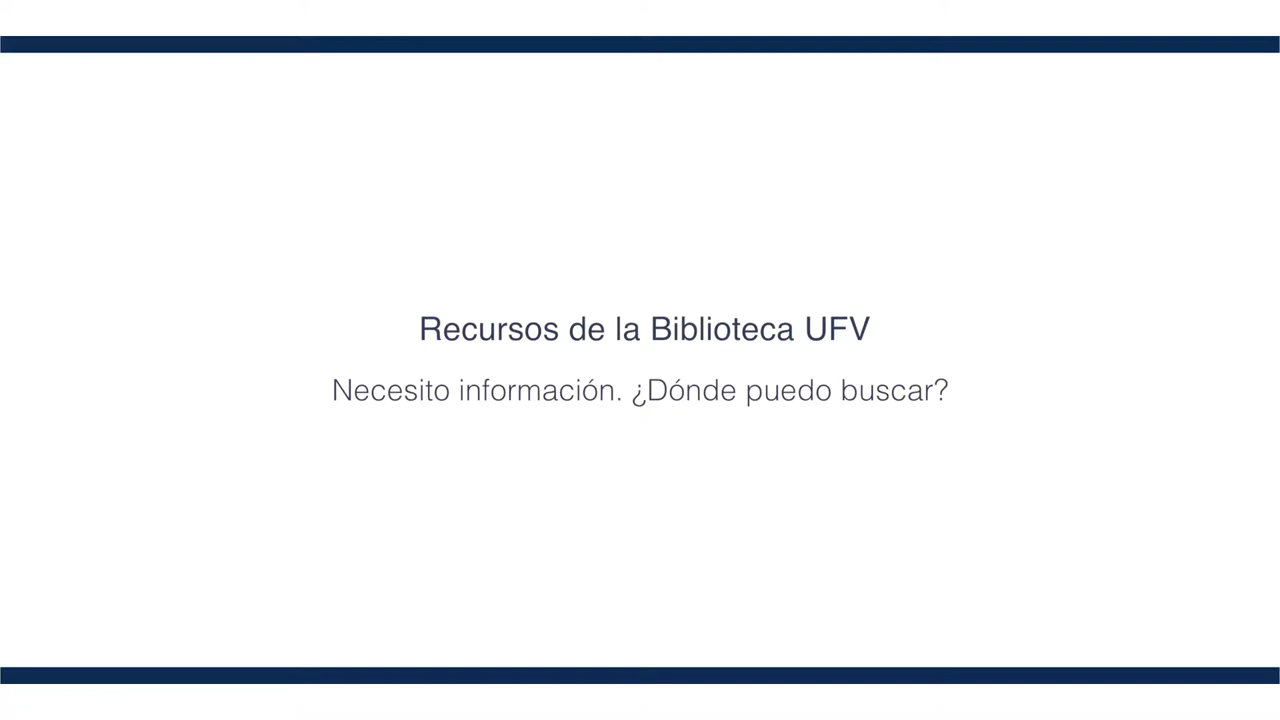 Recursos de la Biblioteca UFV
Necesito información. ¿Dónde puedo buscar?